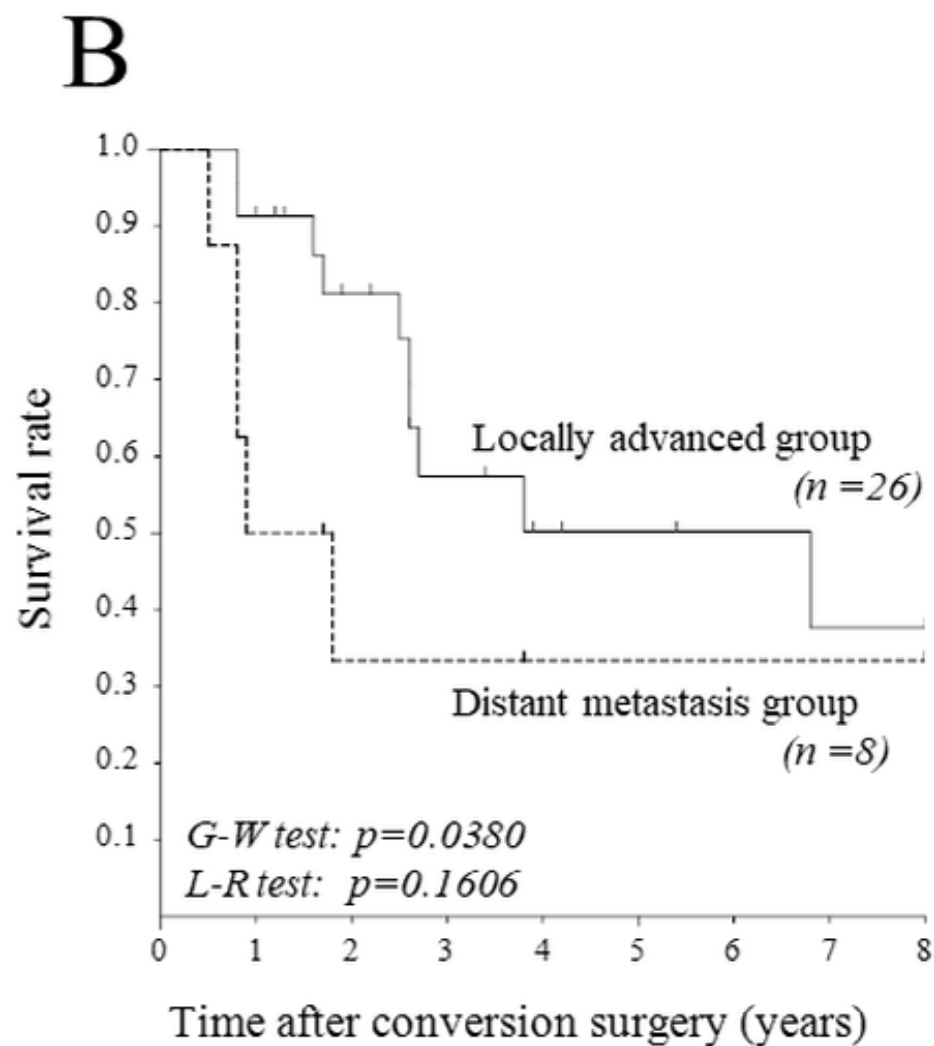 B
1.0
0.9
0.8
0.7
0.6
0.5
0.4
0.3
0.2
0.1
Survival rate
Locally advanced group
(n =26)
Distant metastasis group
(n =8)
G-W test: p=0.0380
L-R test: p=0.1606
0 1 2 3 4 5 6 7 8
Time after conversion surgery (years)